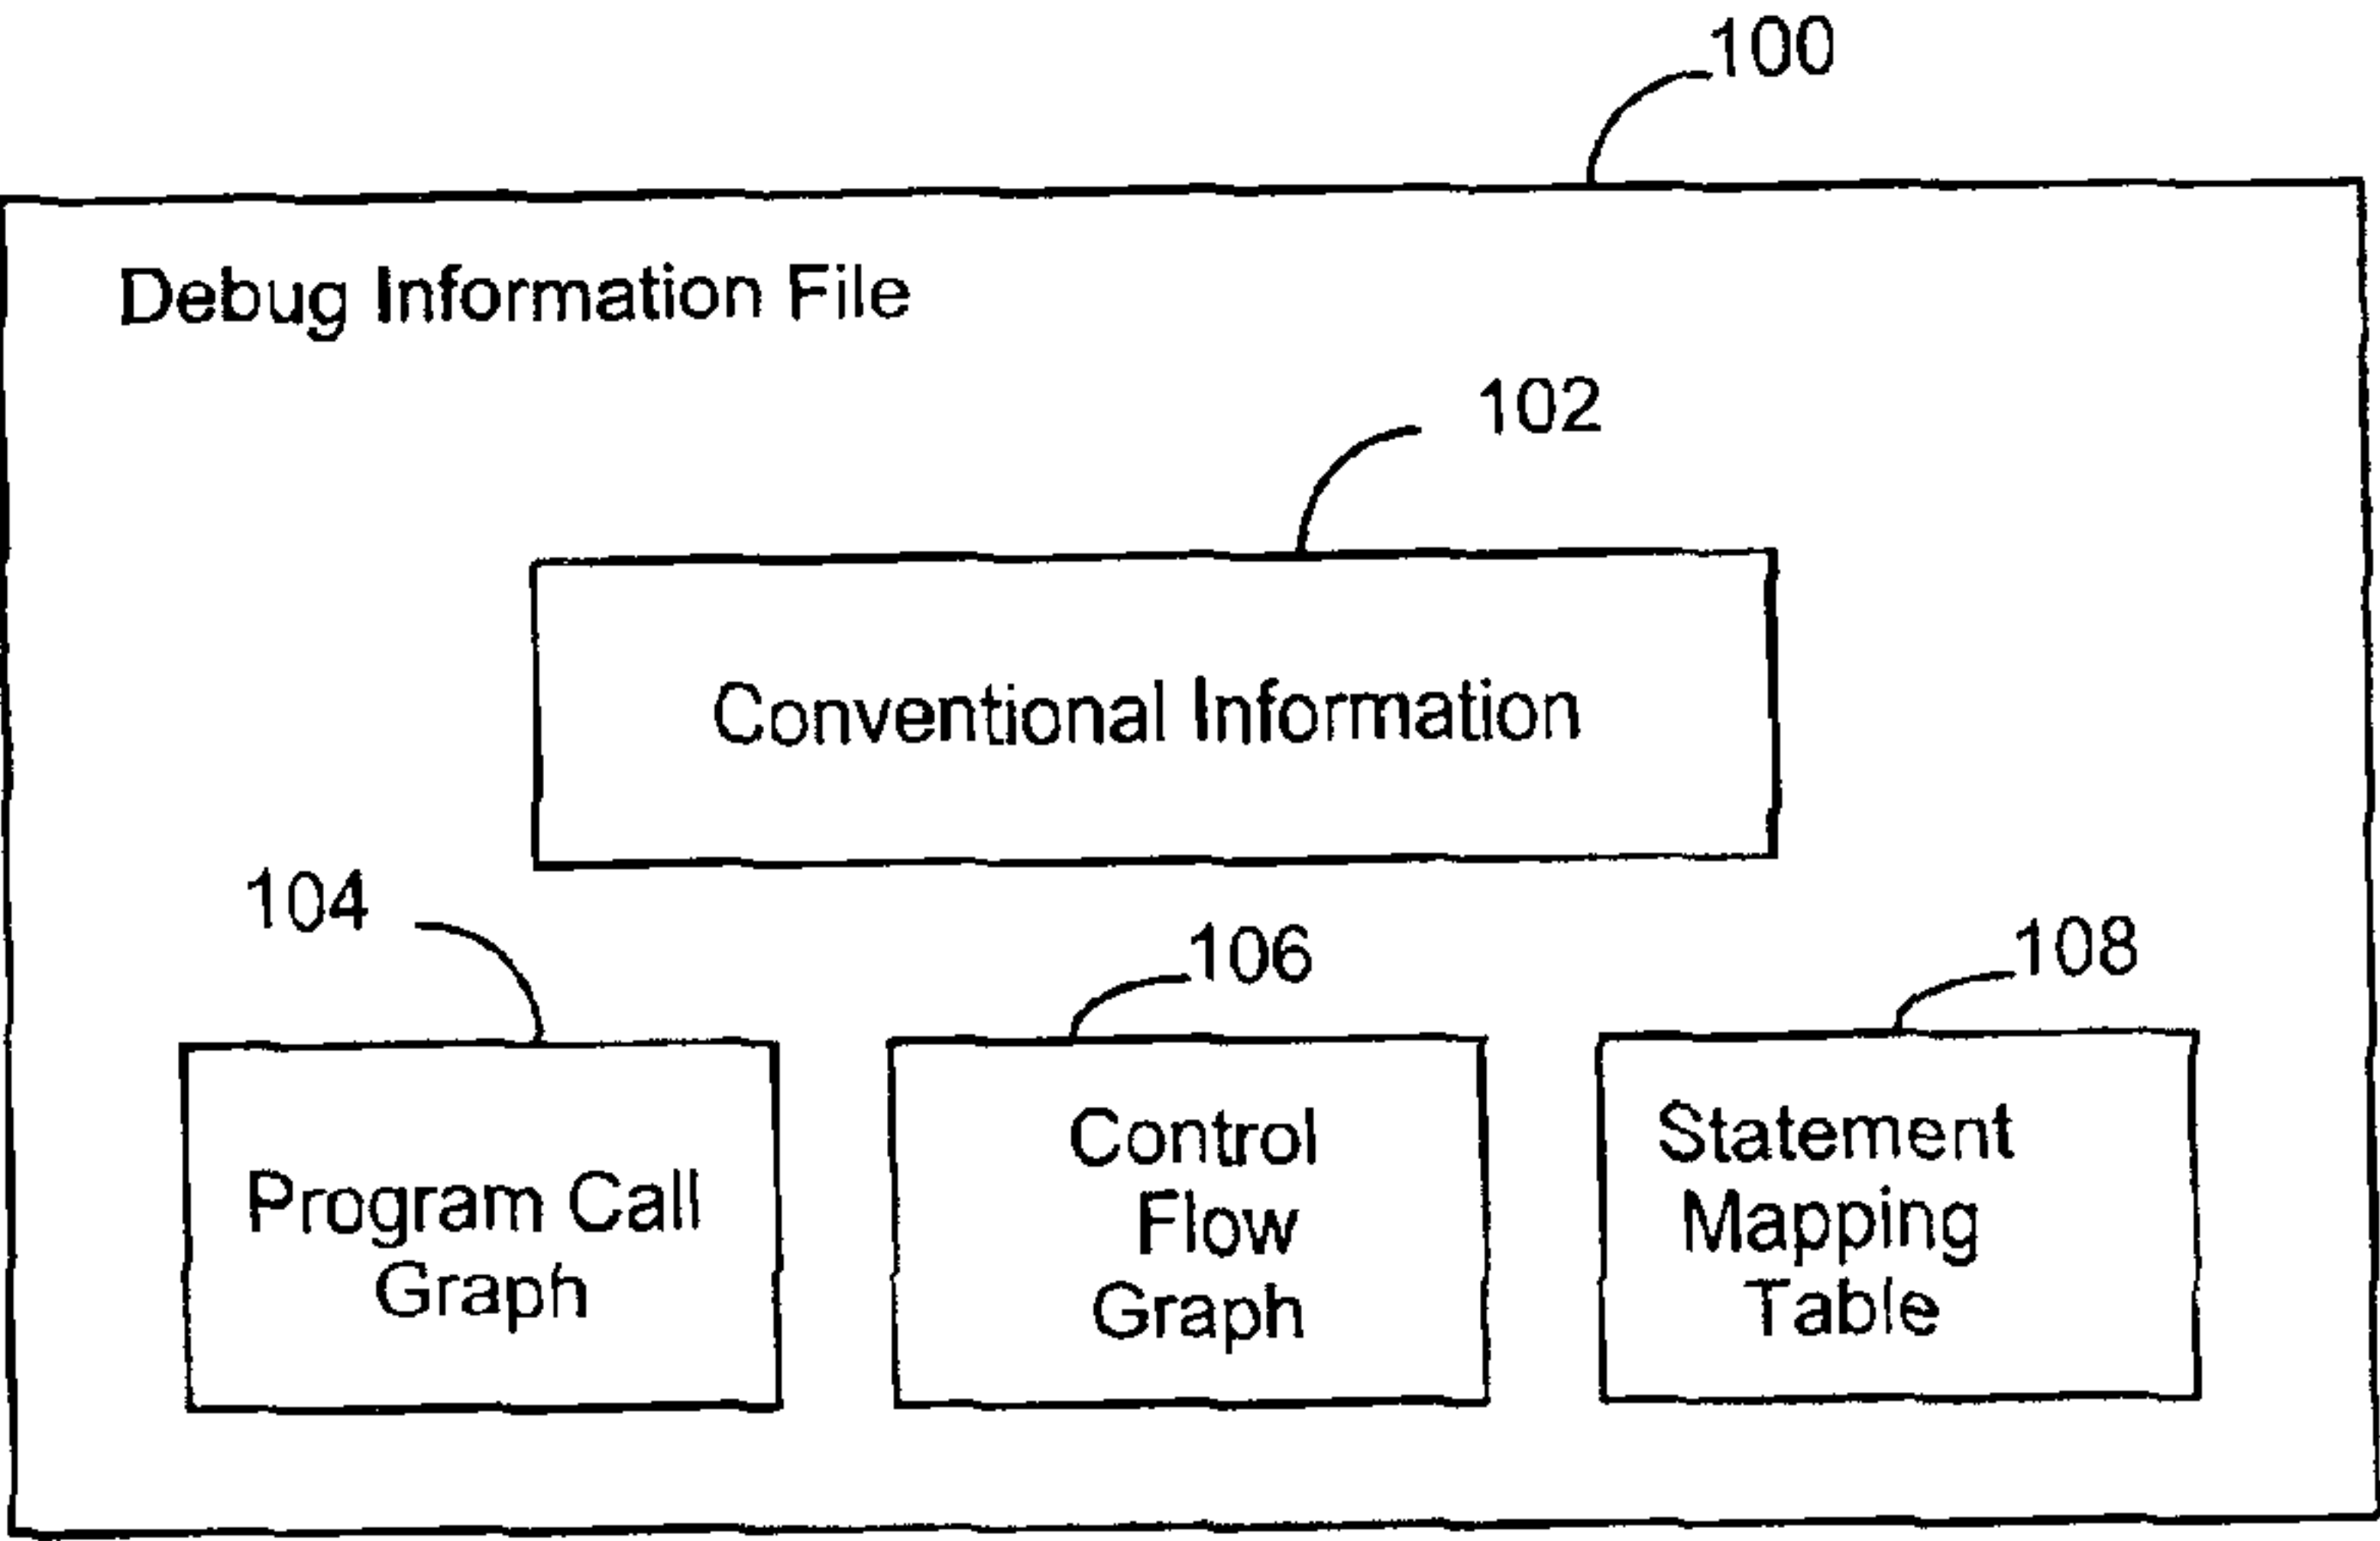 100
Debug Information File
102
Conventional Information
104
106
108
Program Call
Graph
Control
Flow
Graph
Statement
Mapping
Table